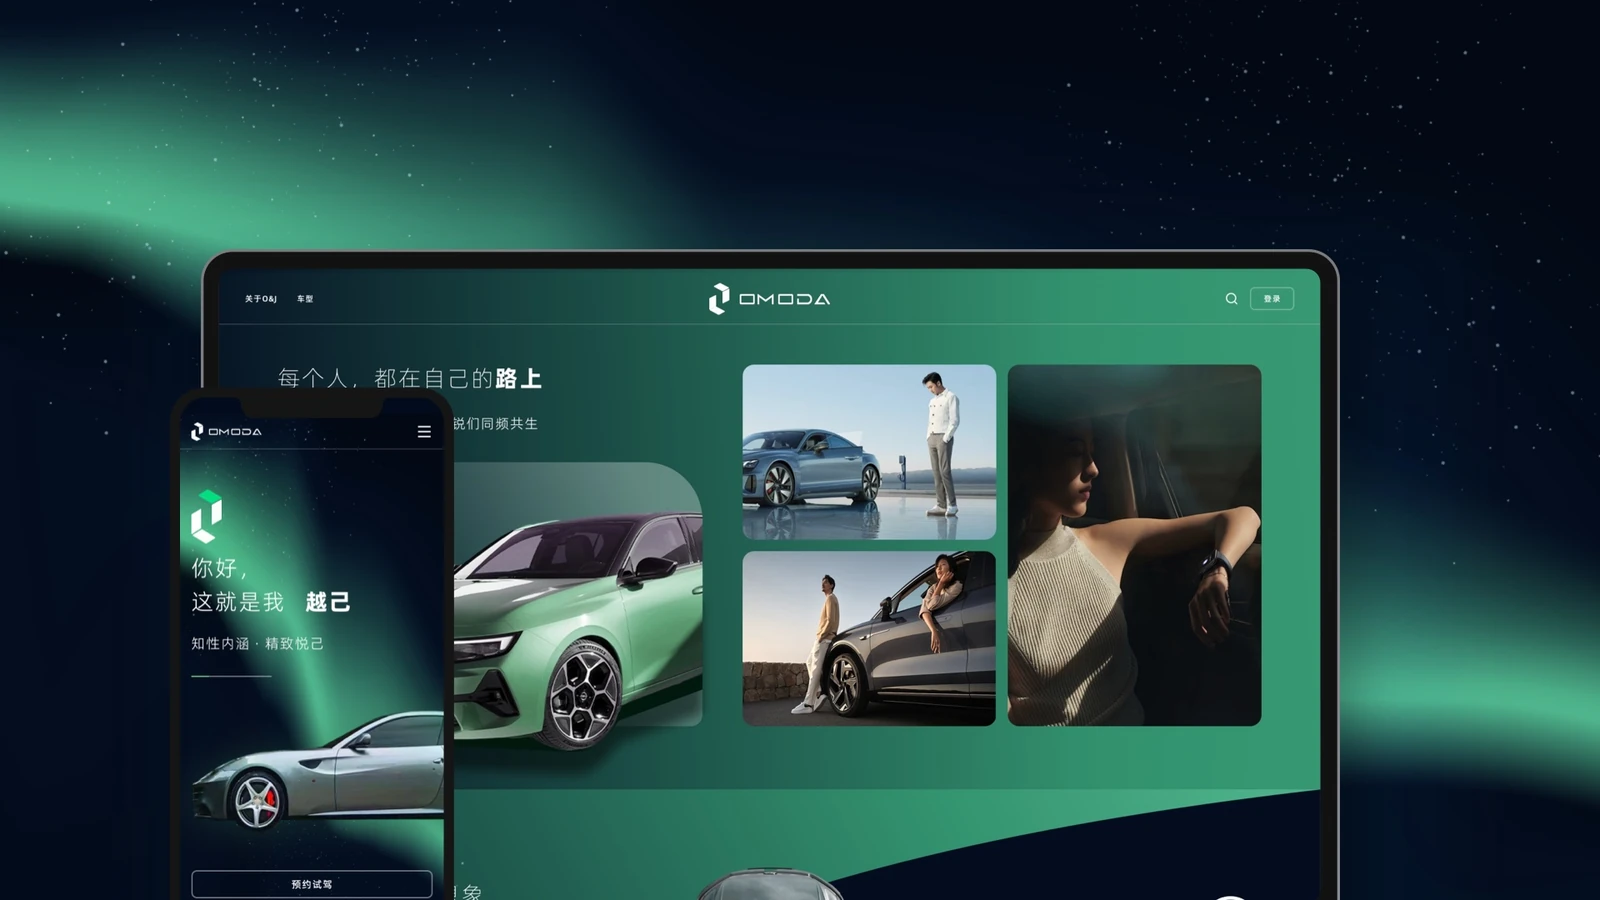 关于O&J 车型
OMODA
登录
每个人，都在自己的路上
锐们同频共生
OMODA
你好，
这就是我 越己
知性内涵·精致悦己
预约试驾
象